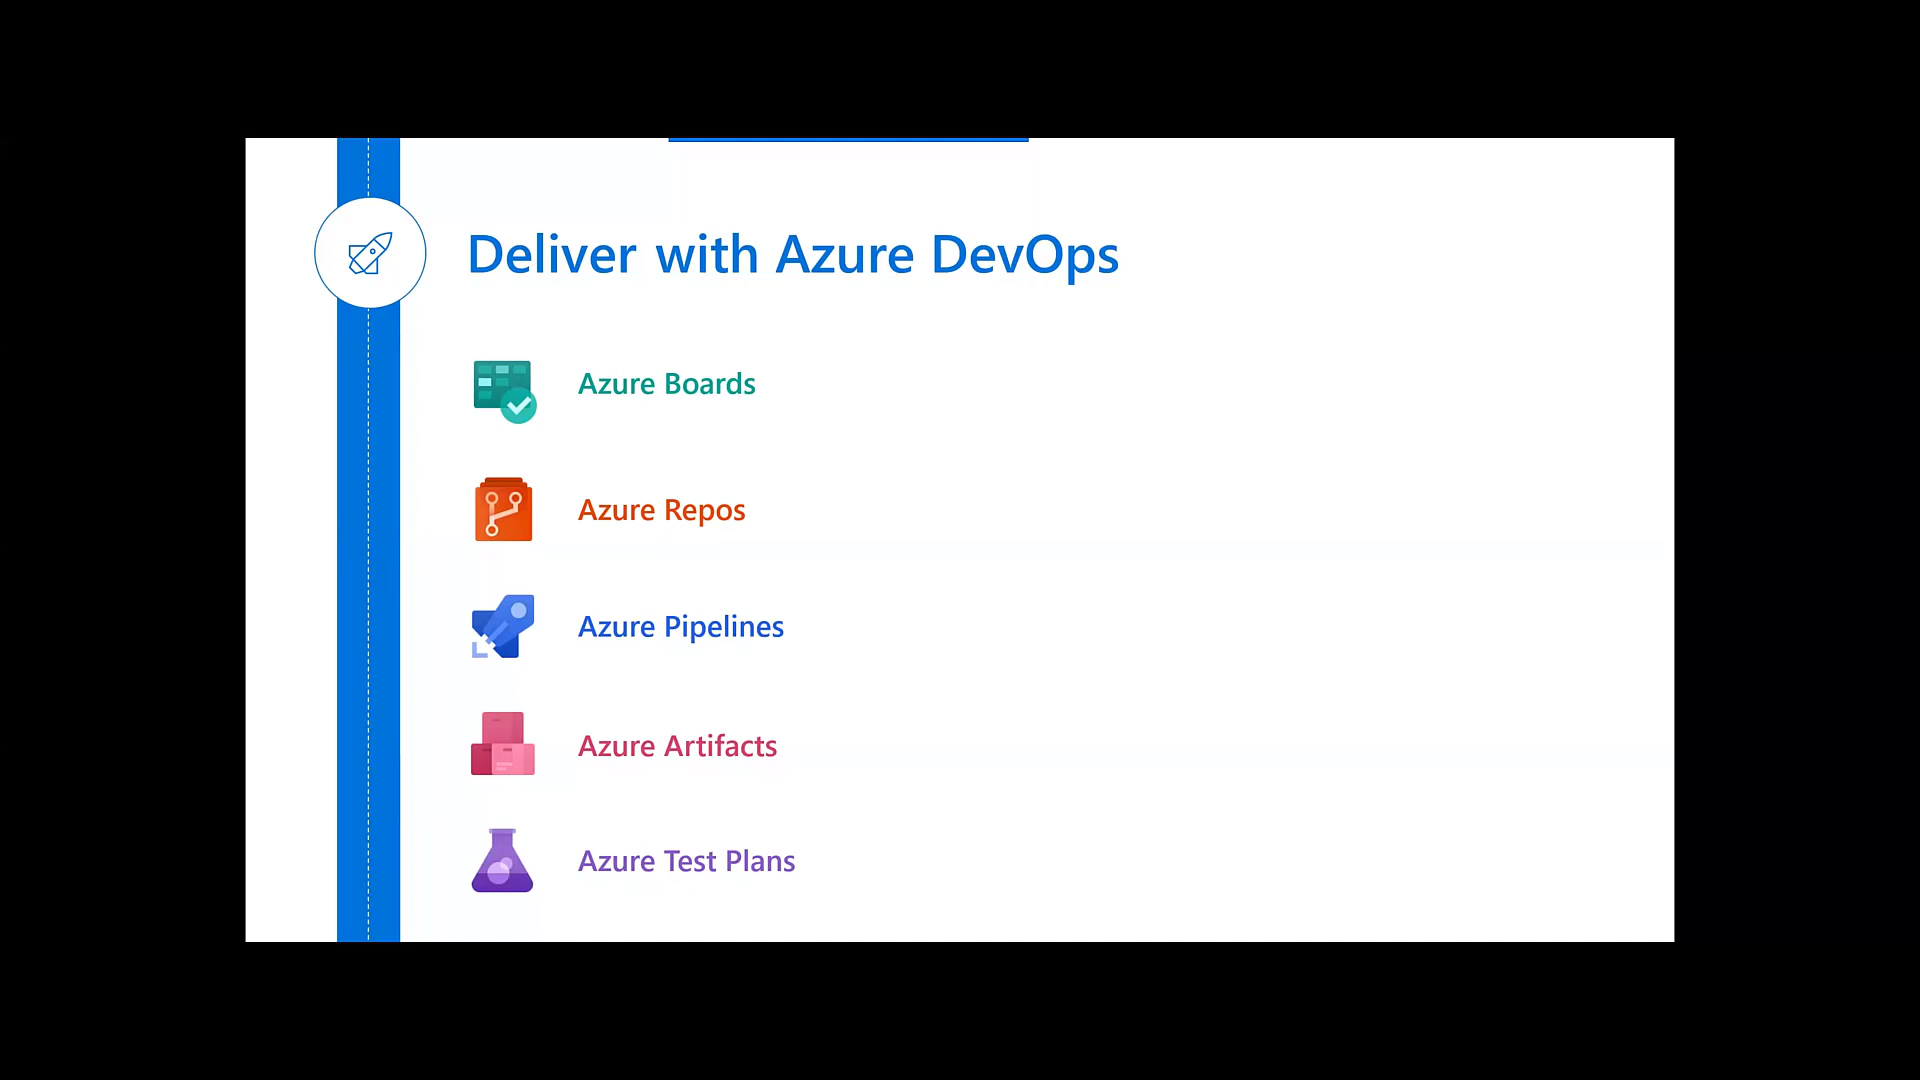 Deliver with Azure DevOps
Azure Boards
Azure Repos
Azure Pipelines
Azure Artifacts
Azure Test Plans